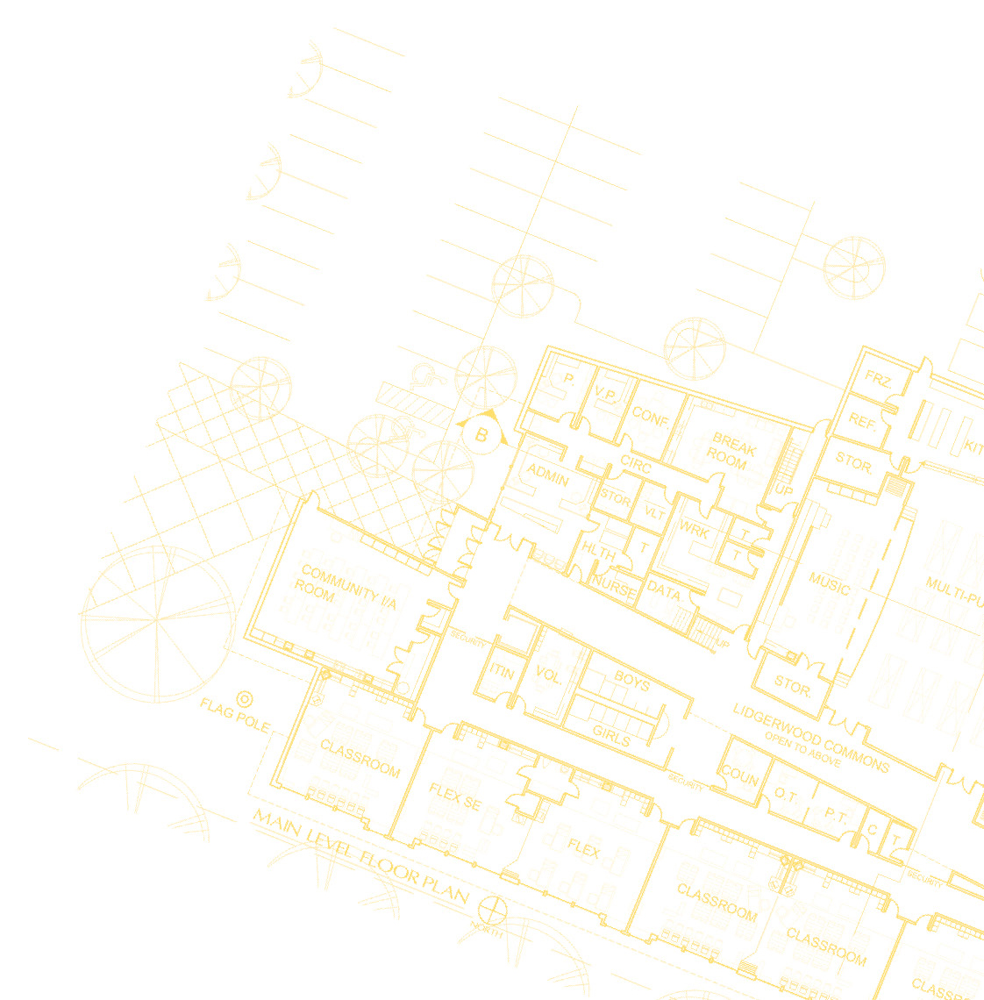 P.
V.P.
CONF.
BREAK
ROOM
FRZ.
REF.
STOR.
KIT
B
CIRC
ADMIN
STOR
VLT
WRK
UP
T
T
T
HLTH
NURSE
DATA.
UP
MUSIC
MULTI-PU
COMMUNITY I/A
ROOM
SECURITY
ITIN
VOL.
BOYS
GIRLS
STOR.
LIDGERWOOD COMMONS
OPEN TO ABOVE
FLAG POLE
CLASSROOM
FLEX SE
FLEX
SECURITY
COUN
O.T.
P.T.
C
T
SECURITY
MAIN LEVEL FLOOR PLAN
NORTH
CLASSROOM
CLASSROOM
CLASSR